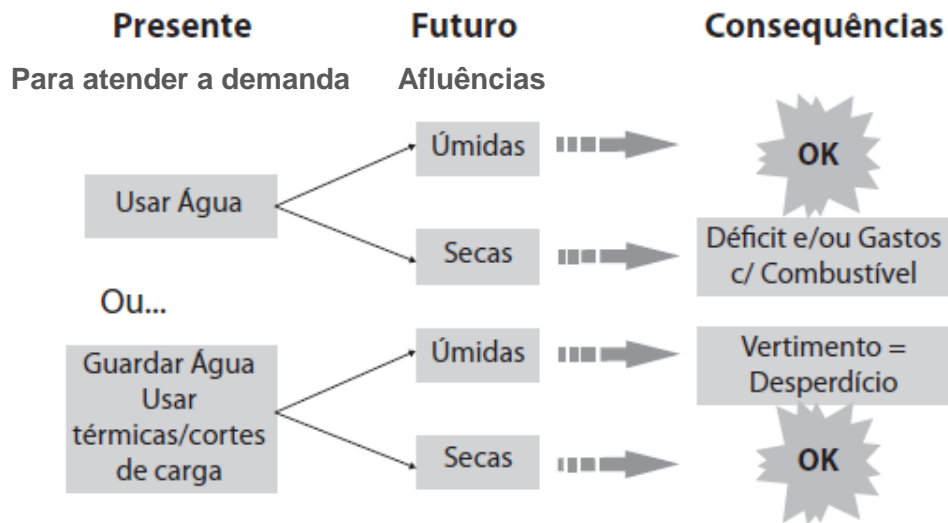 Presente
Futuro
Consequências
Para atender a demanda
Afluências
Usar Água
Úmidas
OK
Secas
Déficit e/ou Gastos
c/ Combustível
Ou...
Guardar Água
Usar
térmicas/cortes
de carga
Úmidas
Vertimento =
Desperdício
Secas
OK